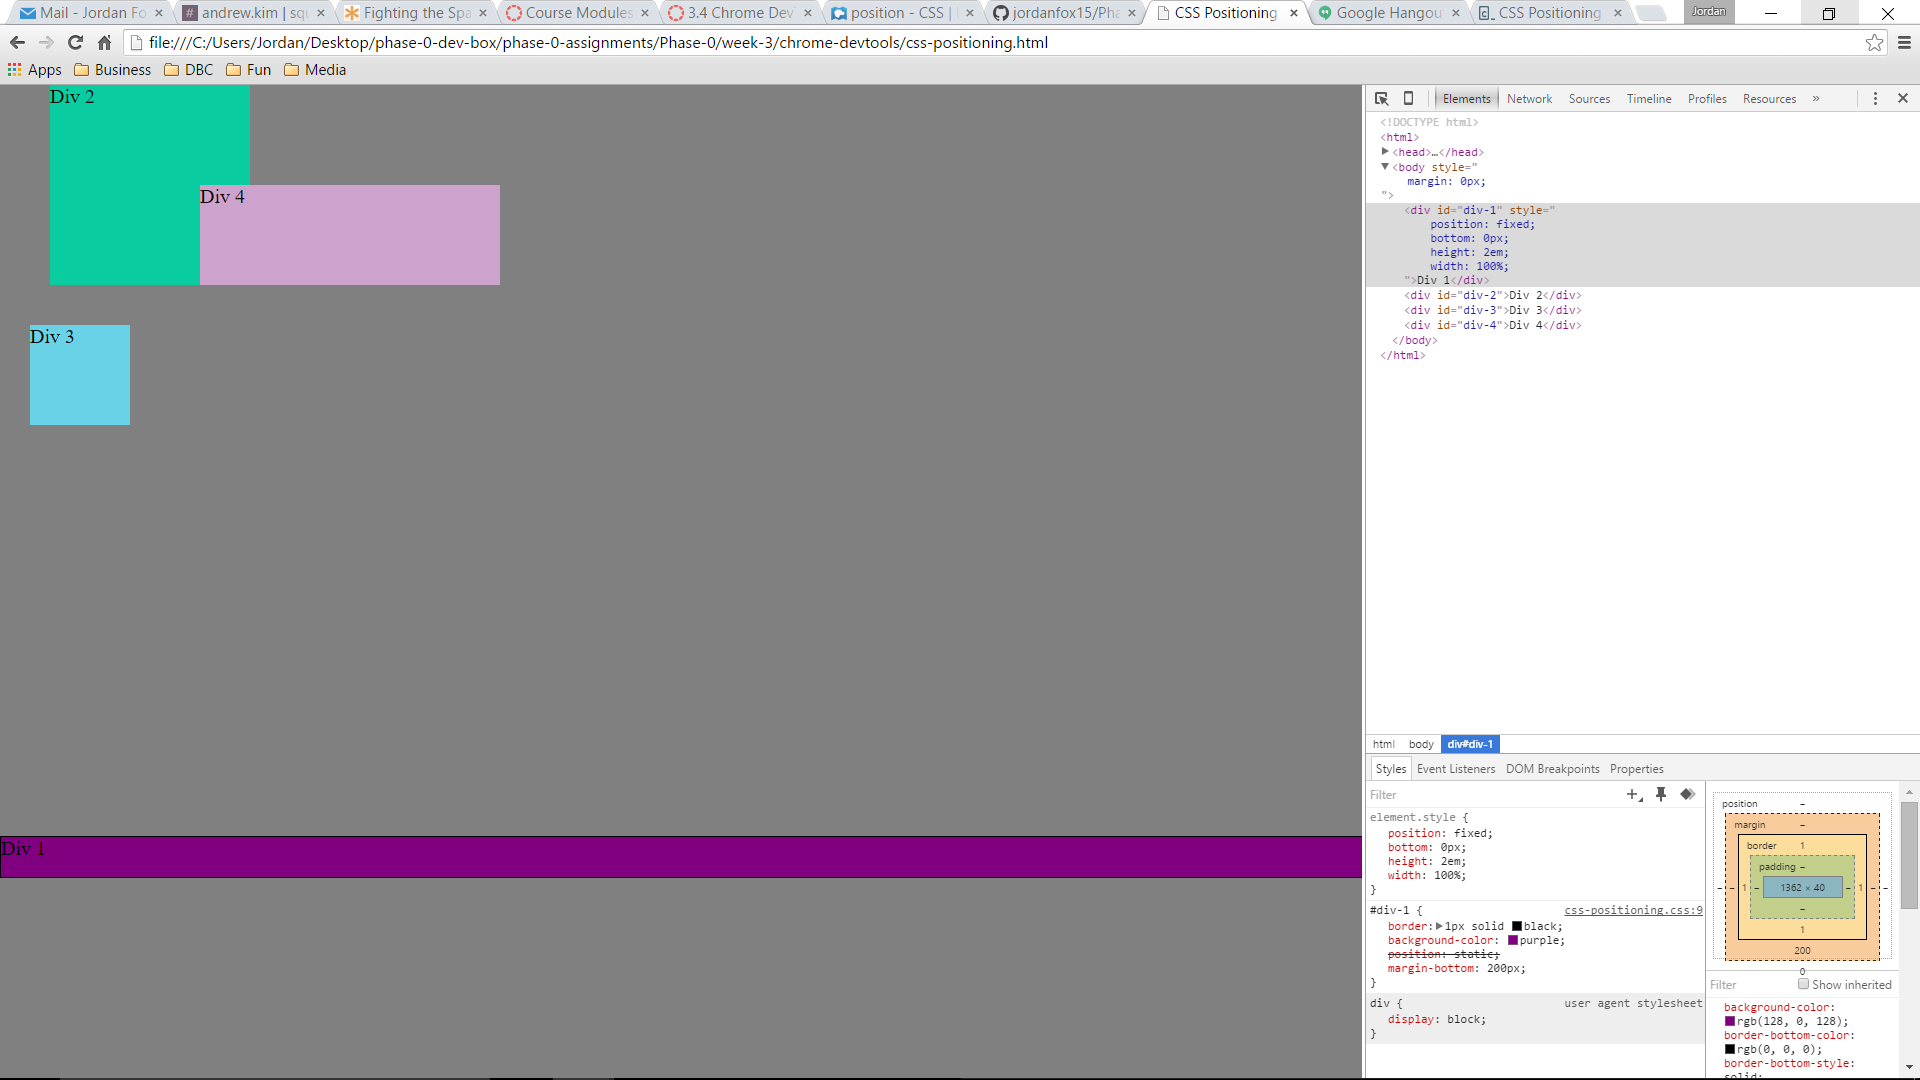 Mail - Jordan Fo
andrew.kim | squ
Fighting the Spa
Course Modules
3.4 Chrome Dev
position - CSS |
jordanfox15/Pha
CSS Positioning
Google Hangou
CSS Positioning
Jordan
file:///C:/Users/Jordan/Desktop/phase-0-dev-box/phase-0-assignments/Phase-0/week-3/chrome-devtools/css-positioning.html
Apps Business DBC Fun Media
Div 2
Div 4
Div 3
Div 1
Elements Network Sources Timeline Profiles Resources »
<!DOCTYPE html>
<html>
<head>…</head>
<body style="
margin: 0px;
">
<div id="div-1" style="
position: fixed;
bottom: 0px;
height: 2em;
width: 100%;
">Div 1</div>
<div id="div-2">Div 2</div>
<div id="div-3">Div 3</div>
<div id="div-4">Div 4</div>
</body>
</html>
html body div#div-1
Styles Event Listeners DOM Breakpoints Properties
Filter
element.style {
position: fixed;
bottom: 0px;
height: 2em;
width: 100%;
}
#div-1 { css-positioning.css:9
border: 1px solid black;
background-color: purple;
position: static;
margin-bottom: 200px;
}
div { user agent stylesheet
display: block;
}
position –
margin –
border 1
padding –
– – 1 – 1362 × 40 – 1 – –
–
1
200
0
Filter Show inherited
background-color:
rgb(128, 0, 128);
border-bottom-color:
rgb(0, 0, 0);
border-bottom-style:
solid;